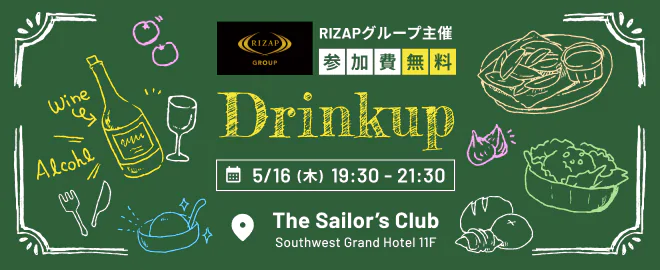 RIZAP
GROUP
RIZAPグループ主催
参加費無料
Drinkup
Wine
Alcohl
5/16 (木) 19:30 - 21:30
The Sailor's Club
Southwest Grand Hotel 11F